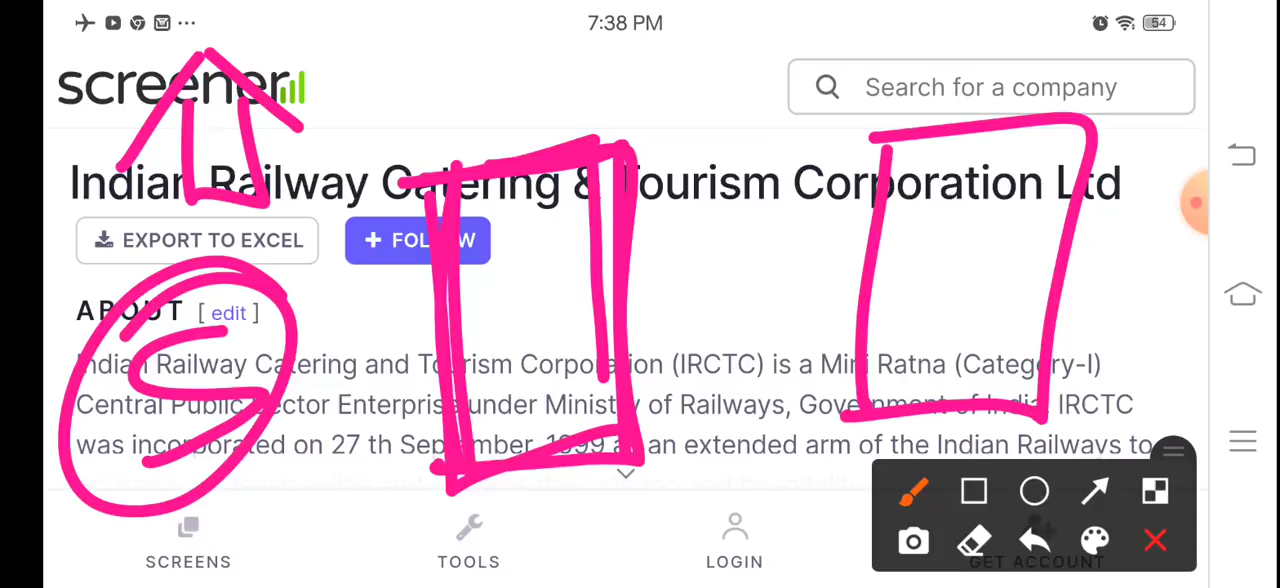 7:38 PM
54
screener
Search for a company
Indian Railway Catering & Tourism Corporation Ltd
EXPORT TO EXCEL
+ FOLLOW
ABOUT [ edit ]
Indian Railway Catering and Tourism Corporation (IRCTC) is a Mini Ratna (Category-I)
Central Public Sector Enterprise under Ministry of Railways, Government of India. IRCTC
was incorporated on 27 th September, 1999 as an extended arm of the Indian Railways to
SCREENS
TOOLS
LOGIN
GET ACCOUNT